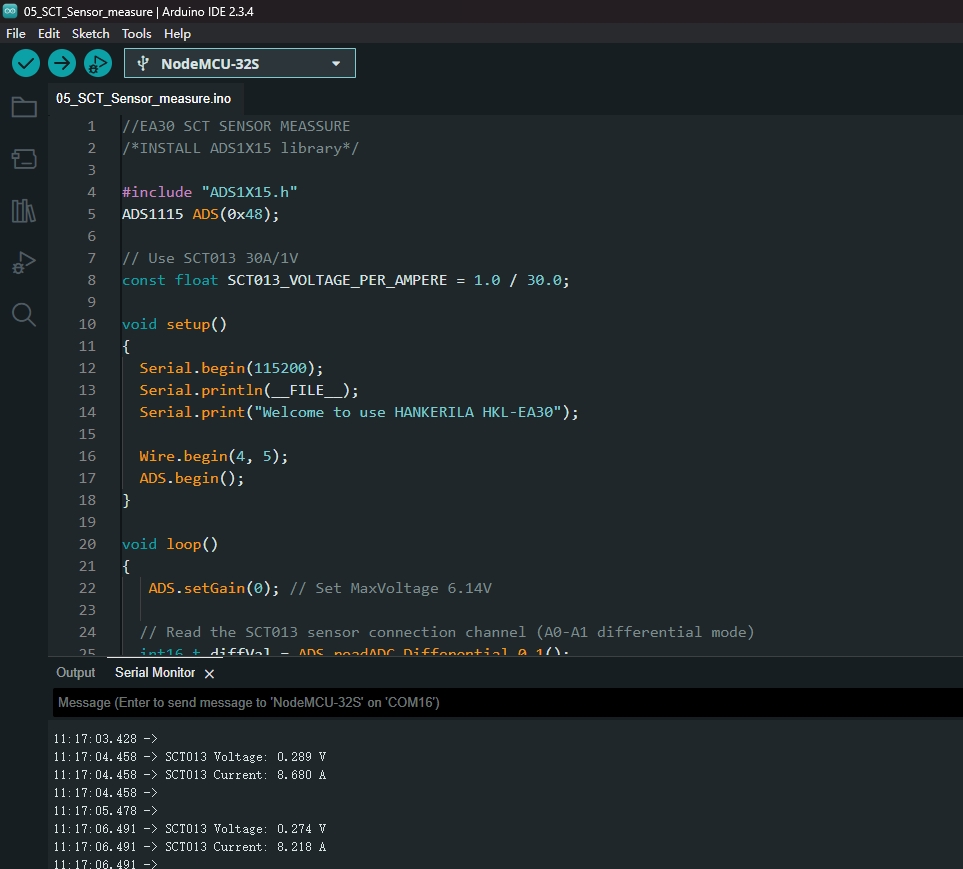 05_SCT_Sensor_measure | Arduino IDE 2.3.4
File Edit Sketch Tools Help
NodeMCU-32S
05_SCT_Sensor_measure.ino
1 //EA30 SCT SENSOR MEASSURE
2 /*INSTALL ADS1X15 library*/
3
4 #include "ADS1X15.h"
5 ADS1115 ADS(0x48);
6
7 // Use SCT013 30A/1V
8 const float SCT013_VOLTAGE_PER_AMPERE = 1.0 / 30.0;
9
10 void setup()
11 {
12 Serial.begin(115200);
13 Serial.println(__FILE__);
14 Serial.print("Welcome to use HANKERILA HKL-EA30");
15
16 Wire.begin(4, 5);
17 ADS.begin();
18 }
19
20 void loop()
21 {
22 ADS.setGain(0); // Set MaxVoltage 6.14V
23
24 // Read the SCT013 sensor connection channel (A0-A1 differential mode)
25 int16_t diffVal = ADS.readADC_Differential_0_1();
Output Serial Monitor
Message (Enter to send message to 'NodeMCU-32S' on 'COM16')
11:17:03.428 ->
11:17:04.458 -> SCT013 Voltage: 0.289 V
11:17:04.458 -> SCT013 Current: 8.680 A
11:17:04.458 ->
11:17:05.478 ->
11:17:06.491 -> SCT013 Voltage: 0.274 V
11:17:06.491 -> SCT013 Current: 8.218 A
11:17:06.491 ->